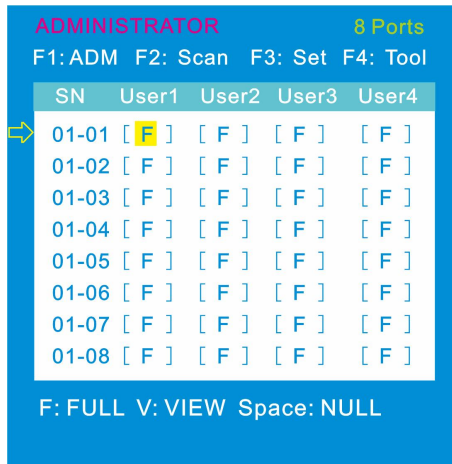 ADMINISTRATOR 8 Ports
F1: ADM F2: Scan F3: Set F4: Tool
SN User1 User2 User3 User4
01-01 [ F ] [ F ] [ F ] [ F ]
01-02 [ F ] [ F ] [ F ] [ F ]
01-03 [ F ] [ F ] [ F ] [ F ]
01-04 [ F ] [ F ] [ F ] [ F ]
01-05 [ F ] [ F ] [ F ] [ F ]
01-06 [ F ] [ F ] [ F ] [ F ]
01-07 [ F ] [ F ] [ F ] [ F ]
01-08 [ F ] [ F ] [ F ] [ F ]
F: FULL V: VIEW Space: NULL